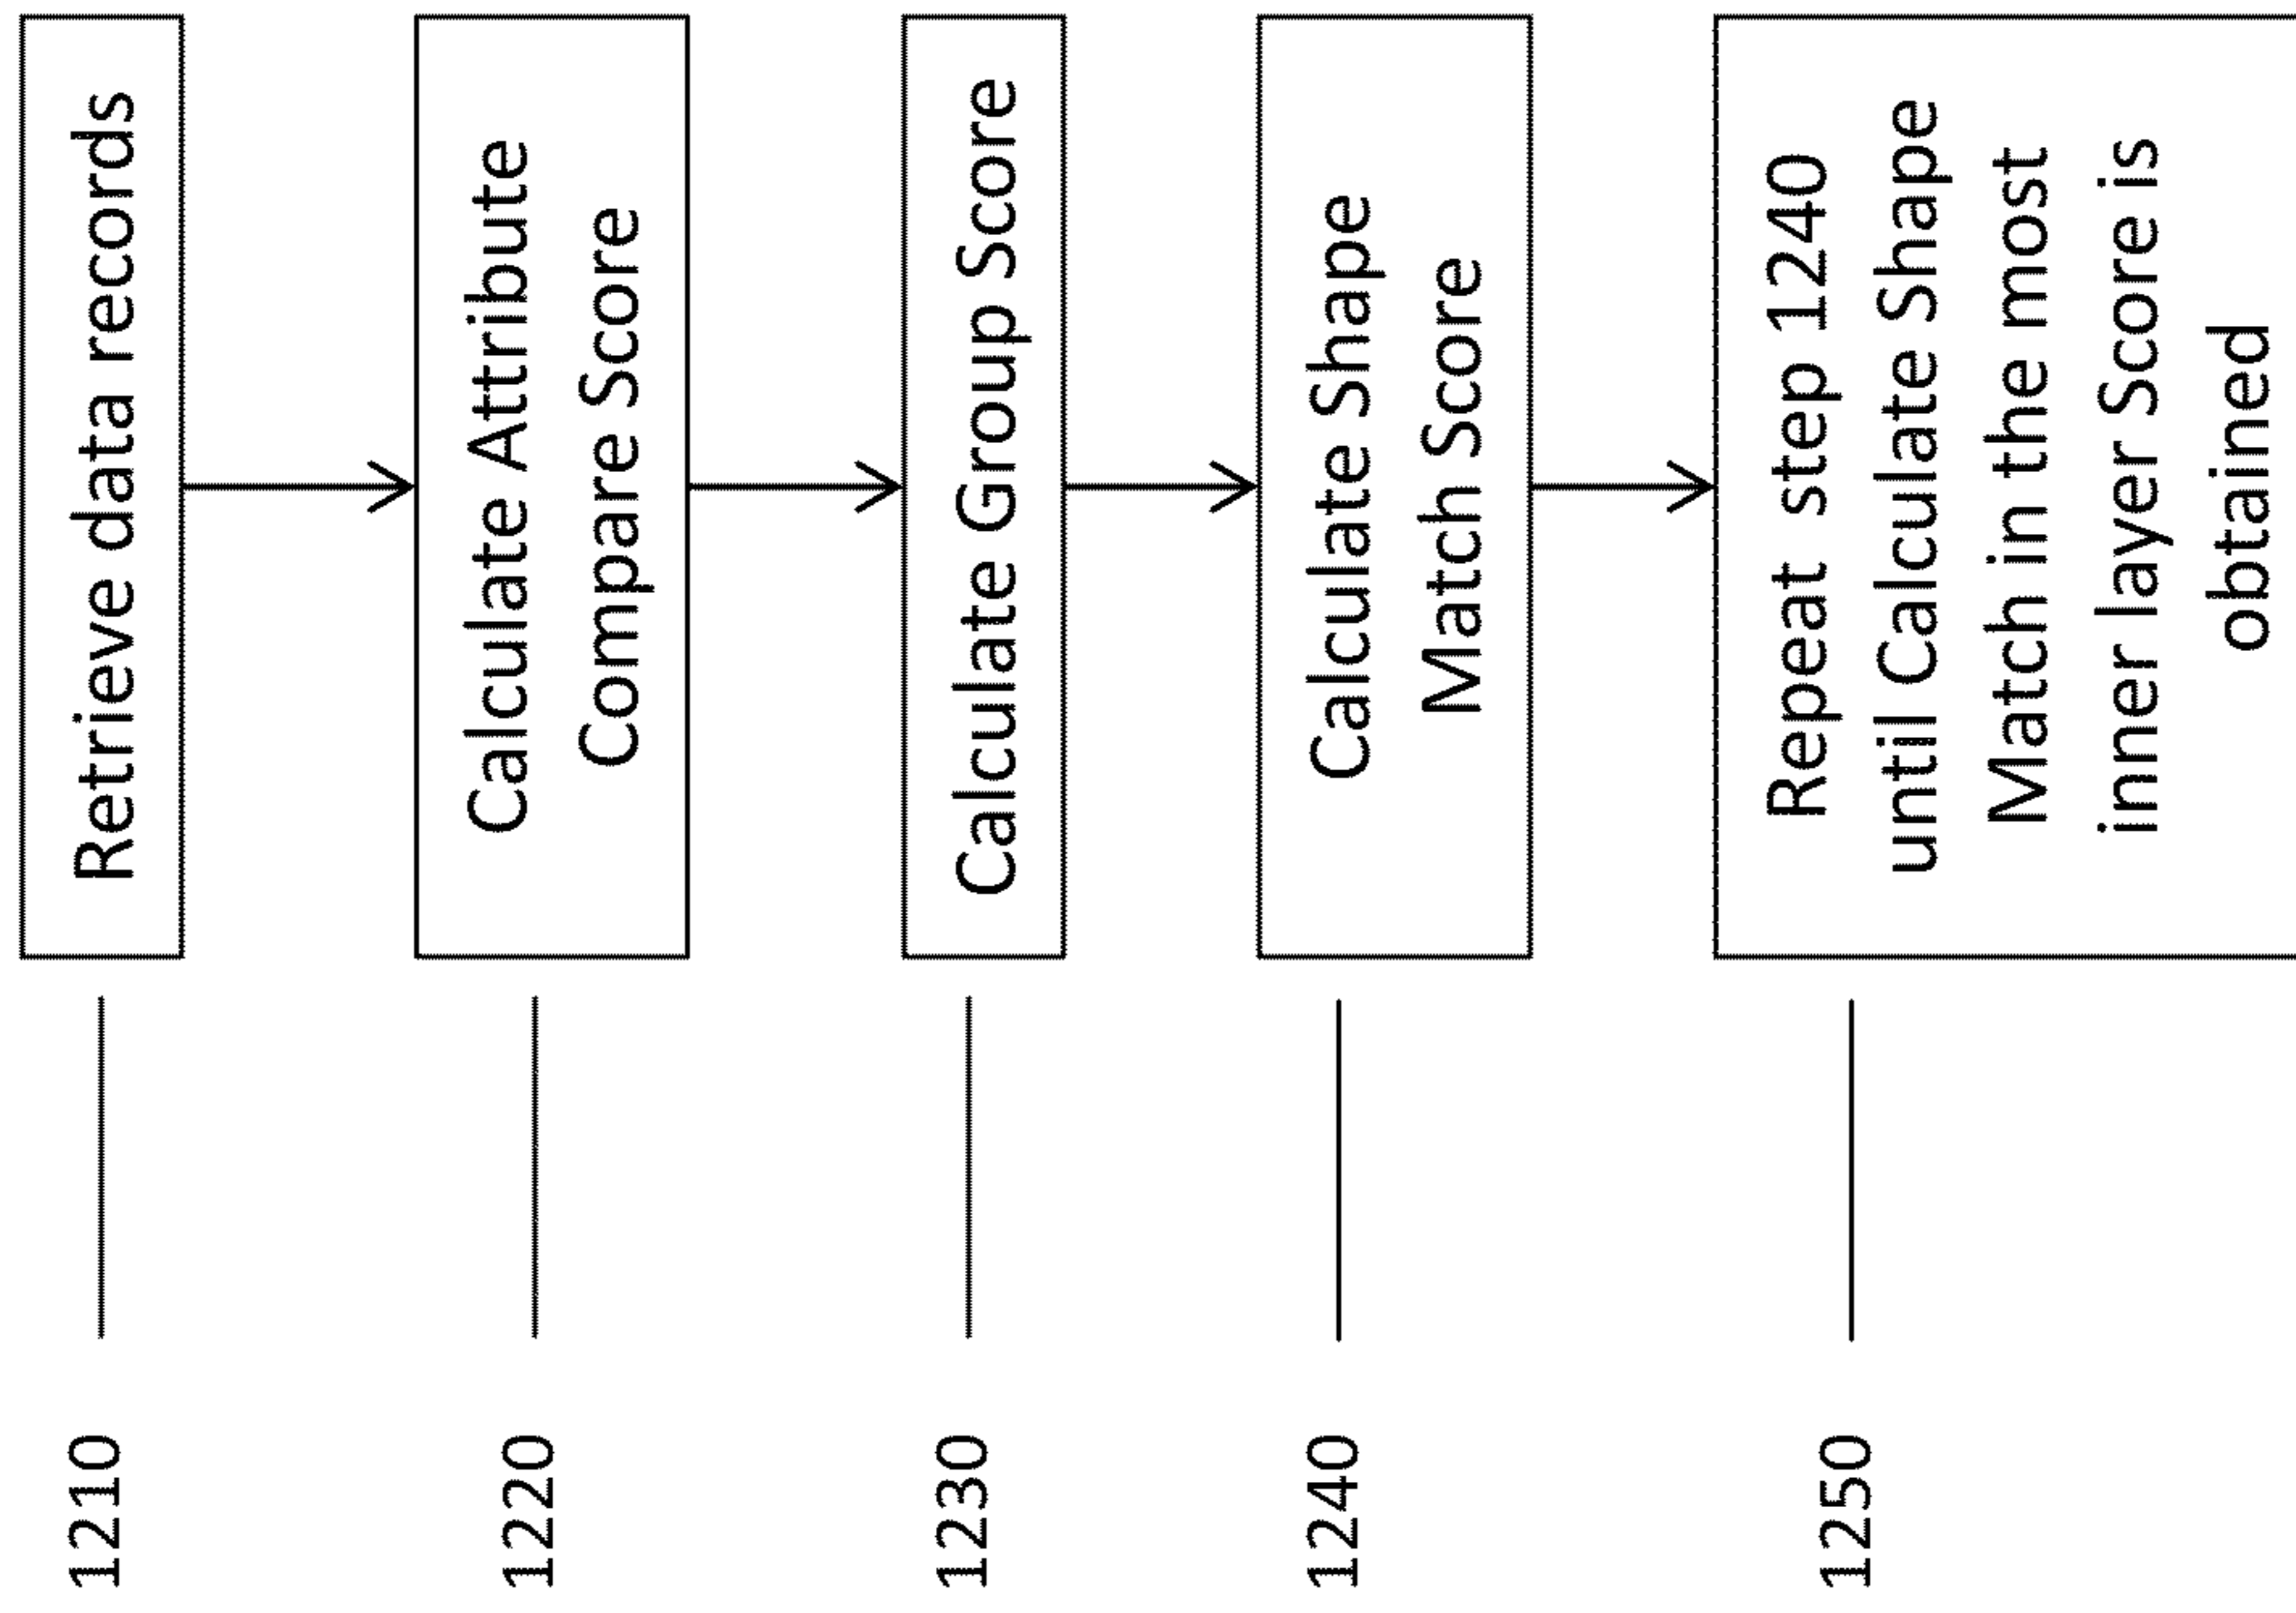 1210
Retrieve data records
1220
Calculate Attribute
Compare Score
1230
Calculate Group Score
1240
Calculate Shape
Match Score
1250
Repeat step 1240
until Calculate Shape
Match in the most
inner layer Score is
obtained